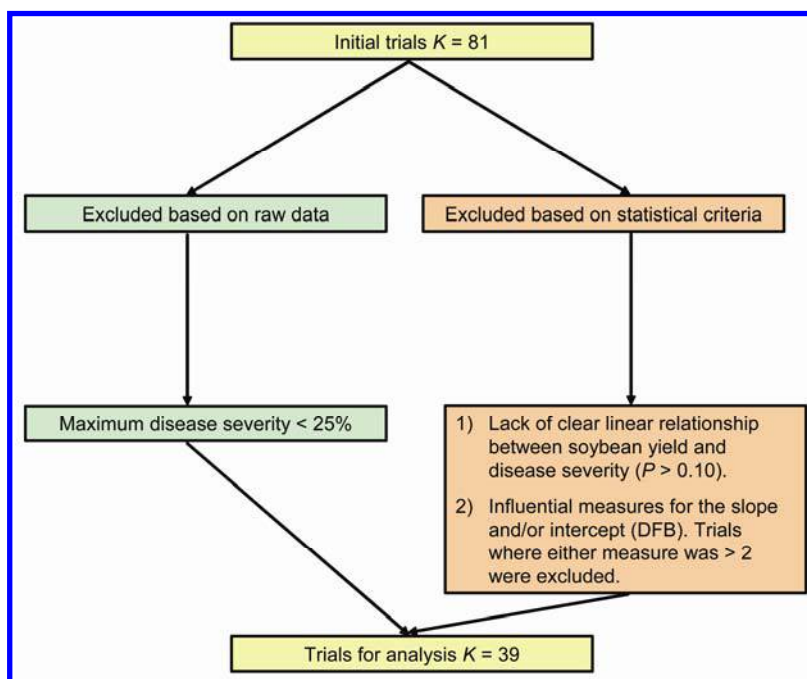 Initial trials K = 81
Excluded based on raw data
Excluded based on statistical criteria
Maximum disease severity < 25%
1) Lack of clear linear relationship
between soybean yield and
disease severity (P > 0.10).
2) Influential measures for the slope
and/or intercept (DFB). Trials
where either measure was > 2
were excluded.
Trials for analysis K = 39